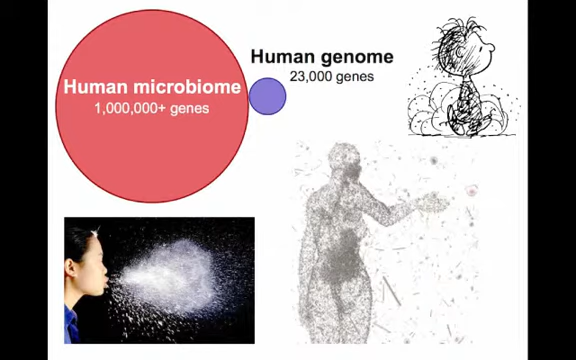 Human microbiome
1,000,000+ genes
Human genome
23,000 genes